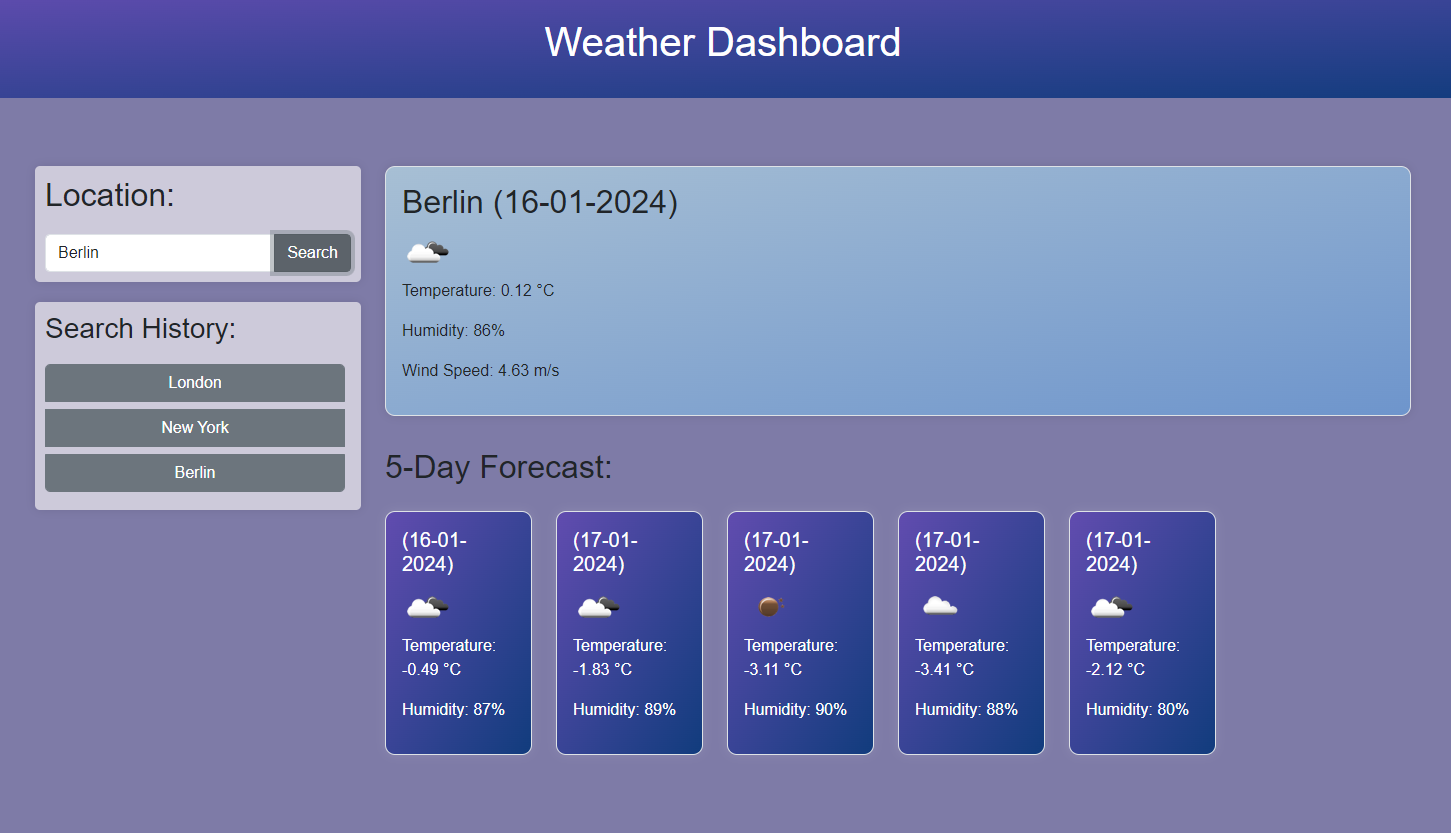 Weather Dashboard
Location:
Berlin
Search
Search History:
London
New York
Berlin
Berlin (16-01-2024)
Temperature: 0.12 °C
Humidity: 86%
Wind Speed: 4.63 m/s
5-Day Forecast:
(16-01-
2024)
Temperature:
-0.49 °C
Humidity: 87%
(17-01-
2024)
Temperature:
-1.83 °C
Humidity: 89%
(17-01-
2024)
Temperature:
-3.11 °C
Humidity: 90%
(17-01-
2024)
Temperature:
-3.41 °C
Humidity: 88%
(17-01-
2024)
Temperature:
-2.12 °C
Humidity: 80%